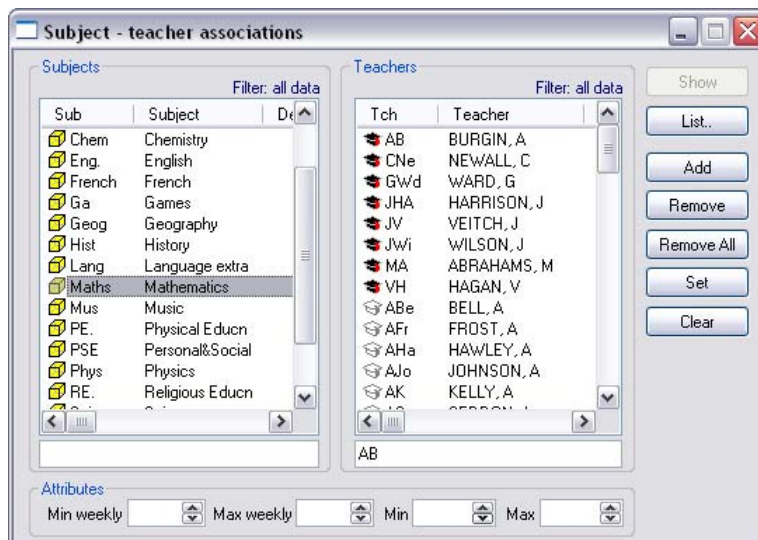 Subject - teacher associations
Subjects
Filter: all data
Sub Subject
Chem Chemistry
Eng. English
French French
Ga Games
Geog Geography
Hist History
Lang Language extra
Maths Mathematics
Mus Music
PE. Physical Educn
PSE Personal&Social
Phys Physics
RE. Religious Educn
Teachers
Filter: all data
Tch Teacher
AB BURGIN, A
CNe NEWALL, C
GWd WARD, G
JHA HARRISON, J
JV VEITCH, J
JWi WILSON, J
MA ABRAHAMS, M
VH HAGAN, V
ABe BELL, A
AFr FROST, A
AHa HAWLEY, A
AJo JOHNSON, A
AK KELLY, A
AB
Show
List..
Add
Remove
Remove All
Set
Clear
Attributes
Min weekly Max weekly Min Max